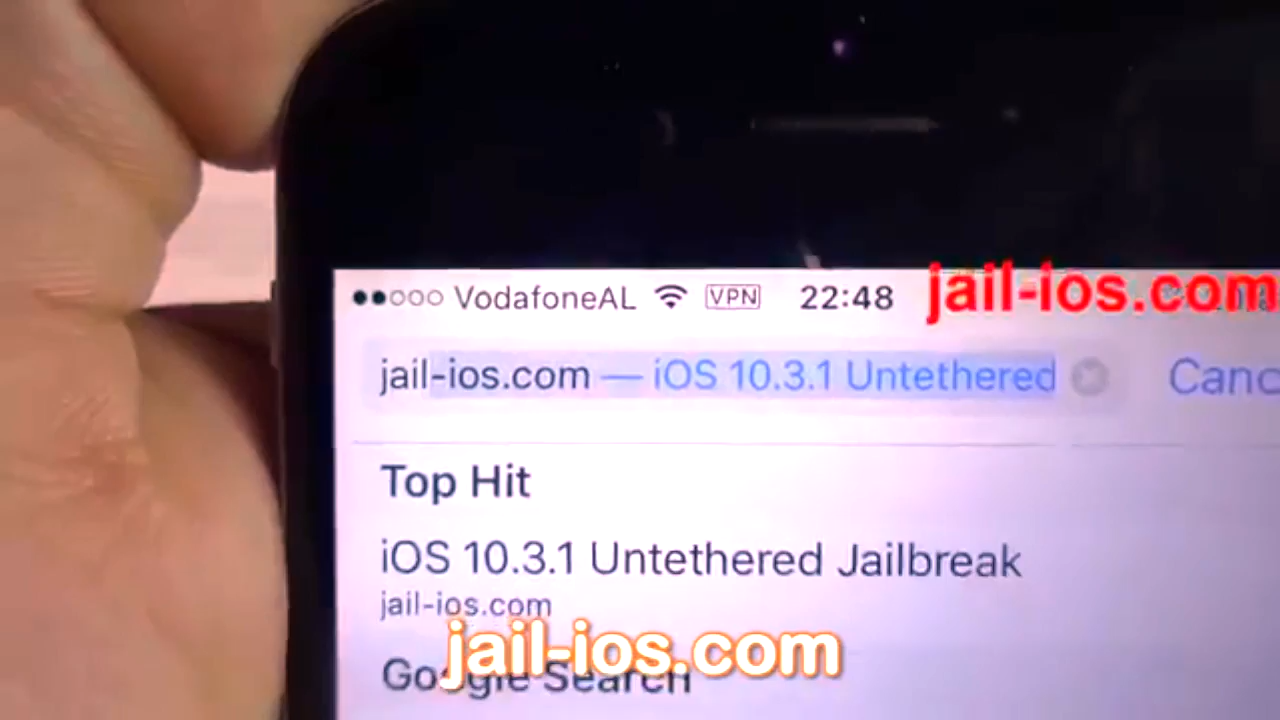 VodafoneAL VPN 22:48
jail-ios.com
jail-ios.com — iOS 10.3.1 Untethered
Canc
Top Hit
iOS 10.3.1 Untethered Jailbreak
jail-ios.com
jail-ios.com
Google Search